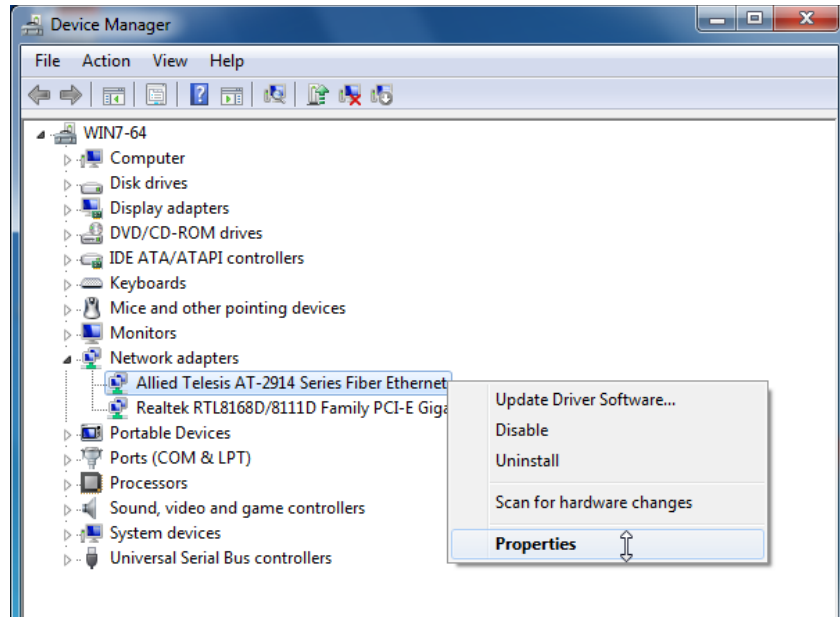 Device Manager
File Action View Help
WIN7-64
Computer
Disk drives
Display adapters
DVD/CD-ROM drives
IDE ATA/ATAPI controllers
Keyboards
Mice and other pointing devices
Monitors
Network adapters
Allied Telesis AT-2914 Series Fiber Ethernet
Realtek RTL8168D/8111D Family PCI-E Giga
Portable Devices
Ports (COM & LPT)
Processors
Sound, video and game controllers
System devices
Universal Serial Bus controllers
Update Driver Software...
Disable
Uninstall
Scan for hardware changes
Properties